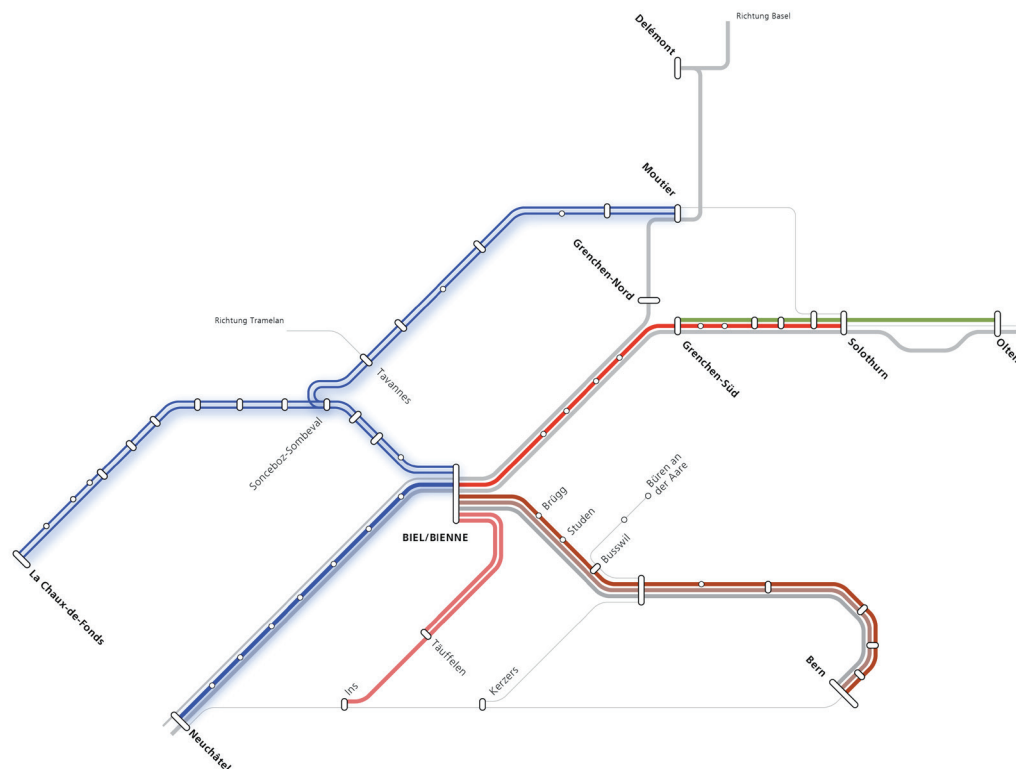 Richtung Basel
Delémont
Moutier
Grenchen-Nord
Richtung Tramelan
Grenchen-Süd
Solothurn
Olten
Tavannes
Sonceboz-Sombeval
Büren an
der Aare
Brügg
Studen
Busswil
BIEL/BIENNE
La Chaux-de-Fonds
Täuffelen
Bern
Ins
Kerzers
Neuchâtel